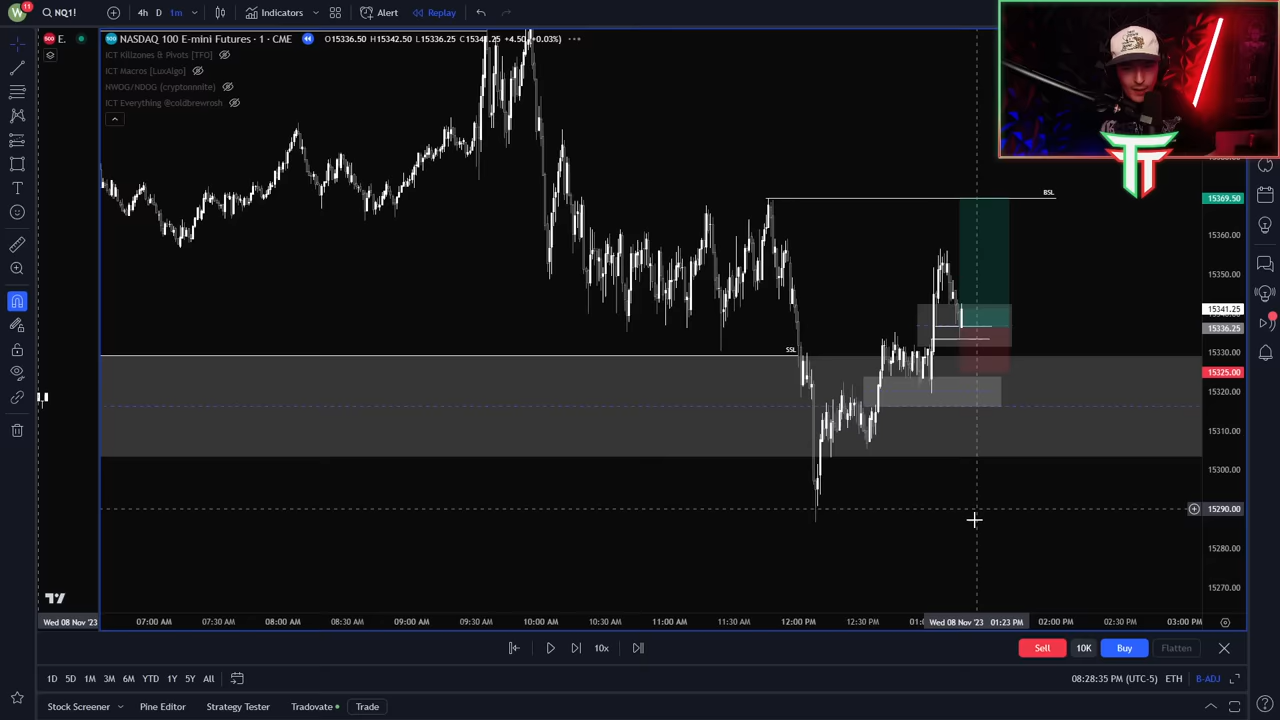 W 11 NQ1! 4h D 1m Indicators Alert Replay
E. NASDAQ 100 E-mini Futures · 1 · CME O15336.50 H15342.50 L15336.25 C15341.25 +4.50 (+0.03%)
ICT Killzones & Pivots [TFO]
ICT Macros [LuxAlgo]
NWOG/NDOG (cryptonnnite)
ICT Everything @coldbrewrosh
BSL
15369.50
15360.00
15350.00
15341.25
15336.25
SSL
15330.00
15325.00
15320.00
15310.00
15300.00
15290.00
15280.00
15270.00
Wed 08 Nov '23 07:00 AM 07:30 AM 08:00 AM 08:30 AM 09:00 AM 09:30 AM 10:00 AM 10:30 AM 11:00 AM 11:30 AM 12:00 PM 12:30 PM Wed 08 Nov '23 01:23 PM 02:00 PM 02:30 PM 03:00 PM
10x Sell 10K Buy Flatten
1D 5D 1M 3M 6M YTD 1Y 5Y All 08:28:35 PM (UTC-5) ETH B-ADJ
Stock Screener Pine Editor Strategy Tester Tradovate Trade